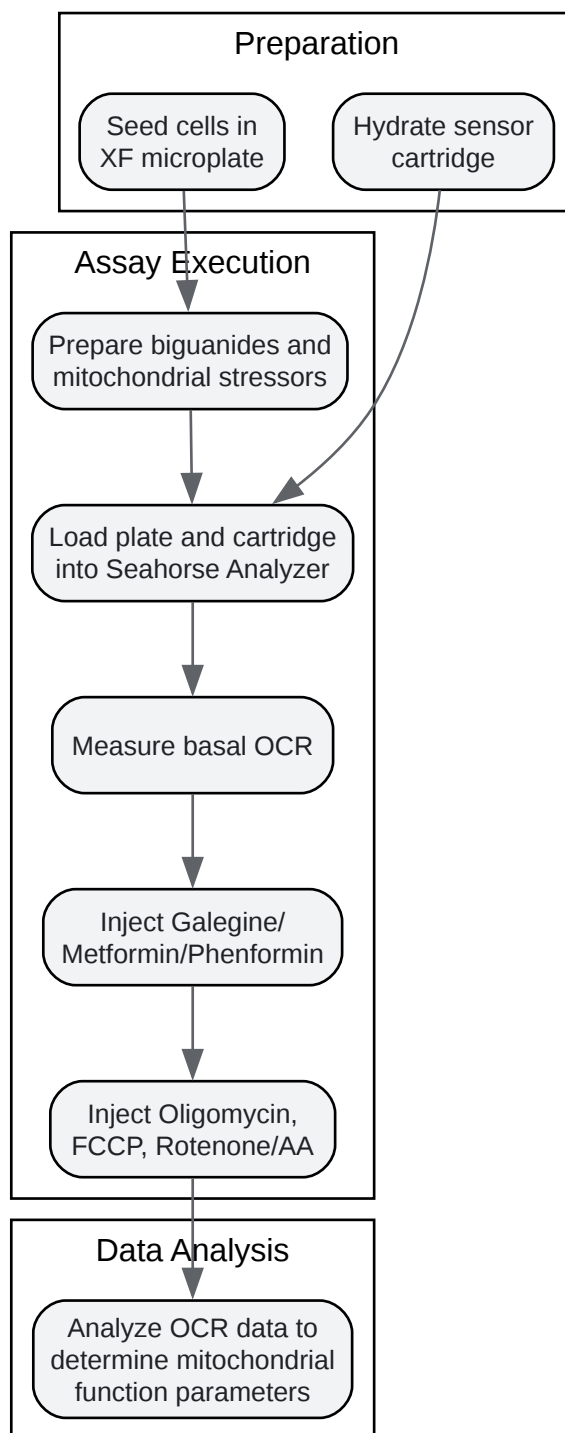 Preparation
Seed cells in
XF microplate
Hydrate sensor
cartridge
Assay Execution
Prepare biguanides and
mitochondrial stressors
Load plate and cartridge
into Seahorse Analyzer
Measure basal OCR
Inject Galegine/
Metformin/Phenformin
Inject Oligomycin,
FCCP, Rotenone/AA
Data Analysis
Analyze OCR data to
determine mitochondrial
function parameters